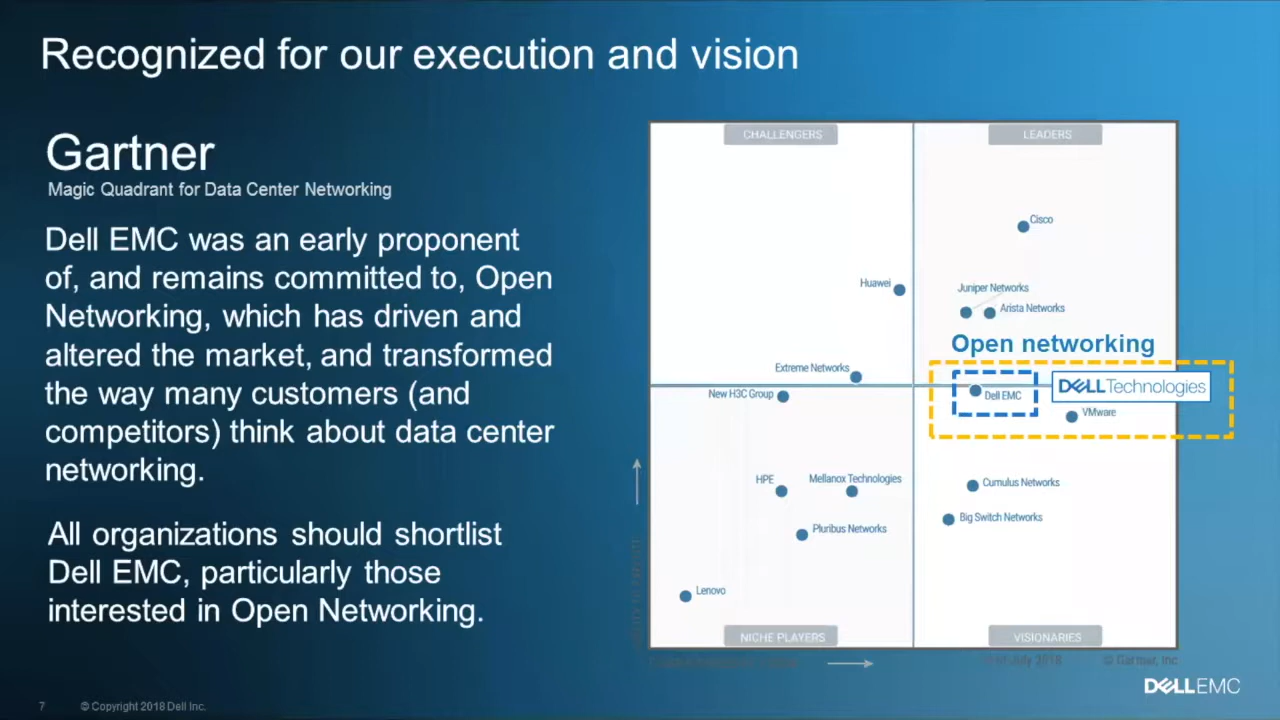 Recognized for our execution and vision
Gartner
Magic Quadrant for Data Center Networking
Dell EMC was an early proponent
of, and remains committed to, Open
Networking, which has driven and
altered the market, and transformed
the way many customers (and
competitors) think about data center
networking.
All organizations should shortlist
Dell EMC, particularly those
interested in Open Networking.
CHALLENGERS
LEADERS
Cisco
Huawei
Juniper Networks
Arista Networks
Open networking
Extreme Networks
DELL Technologies
New H3C Group
Dell EMC
VMware
HPE
Mellanox Technologies
Cumulus Networks
Big Switch Networks
Pluribus Networks
Lenovo
NICHE PLAYERS
VISIONARIES
July 2018
© Gartner, Inc
DELLEMC
7
© Copyright 2018 Dell Inc.